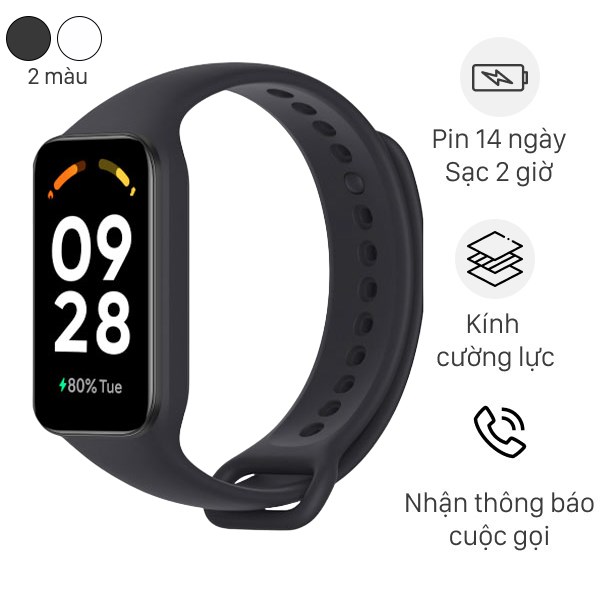 2 màu
09
28
80% Tue
Pin 14 ngày
Sạc 2 giờ
Kính
cường lực
Nhận thông báo
cuộc gọi